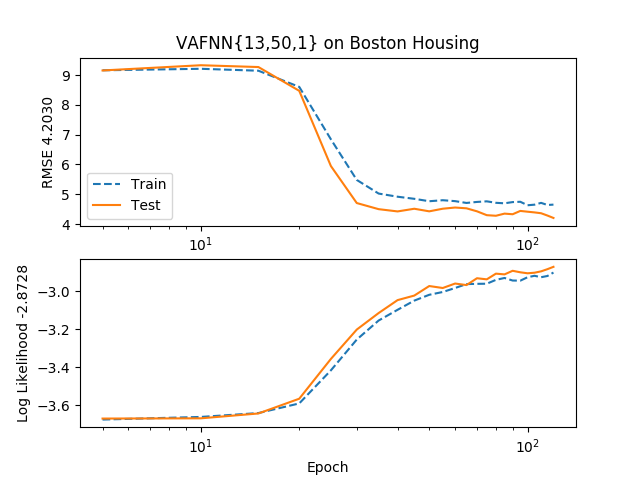 VAFNN{13,50,1} on Boston Housing
RMSE 4.2030
9
8
7
6
5
4
Train
Test
10¹
10²
Log Likelihood -2.8728
−3.0
−3.2
−3.4
−3.6
10¹
10²
Epoch